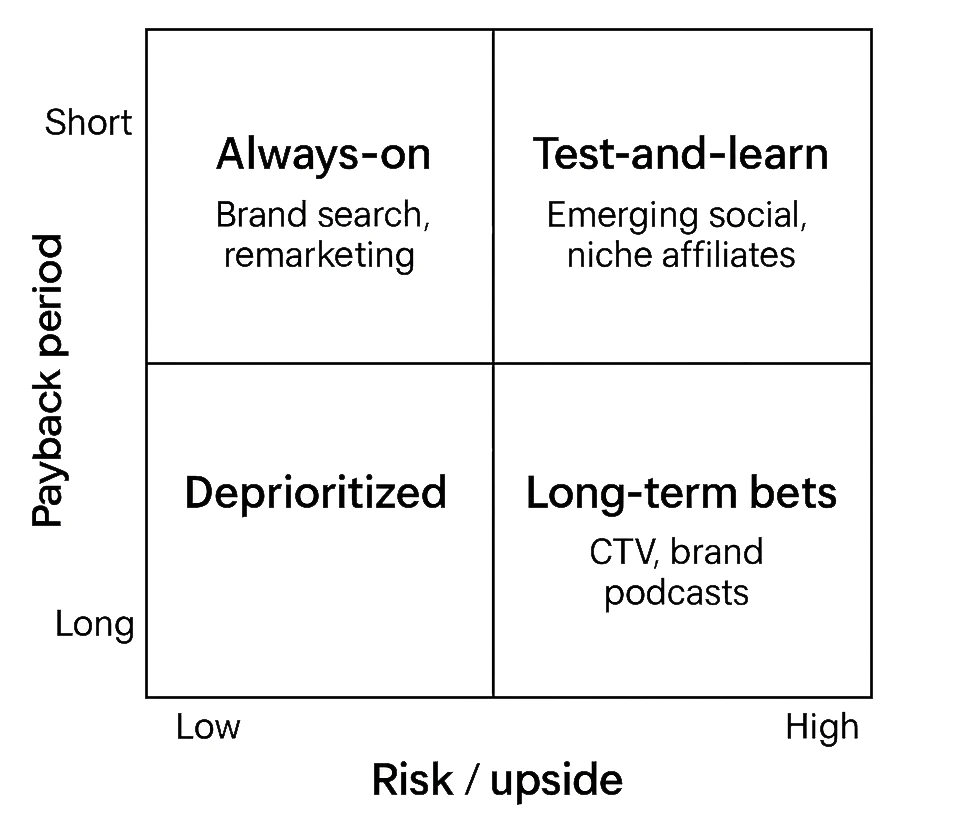 Short
Always-on
Test-and-learn
Brand search,
remarketing
Emerging social,
niche affiliates
Payback period
Deprioritized
Long-term bets
CTV, brand
podcasts
Long
Low
High
Risk / upside